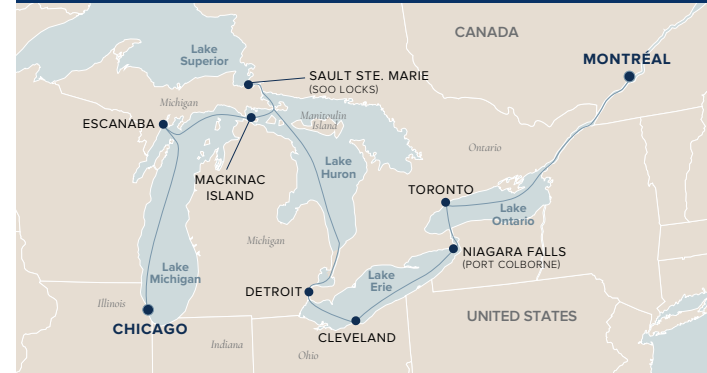 CANADA
Lake
Superior
MONTRÉAL
SAULT STE. MARIE
(SOO LOCKS)
Michigan
Manitoulin
Island
ESCANABA
Ontario
Lake
Huron
MACKINAC
ISLAND
TORONTO
Lake
Ontario
Michigan
NIAGARA FALLS
(PORT COLBORNE)
Lake
Michigan
Lake
Erie
DETROIT
Illinois
CHICAGO
UNITED STATES
CLEVELAND
Indiana
Ohio